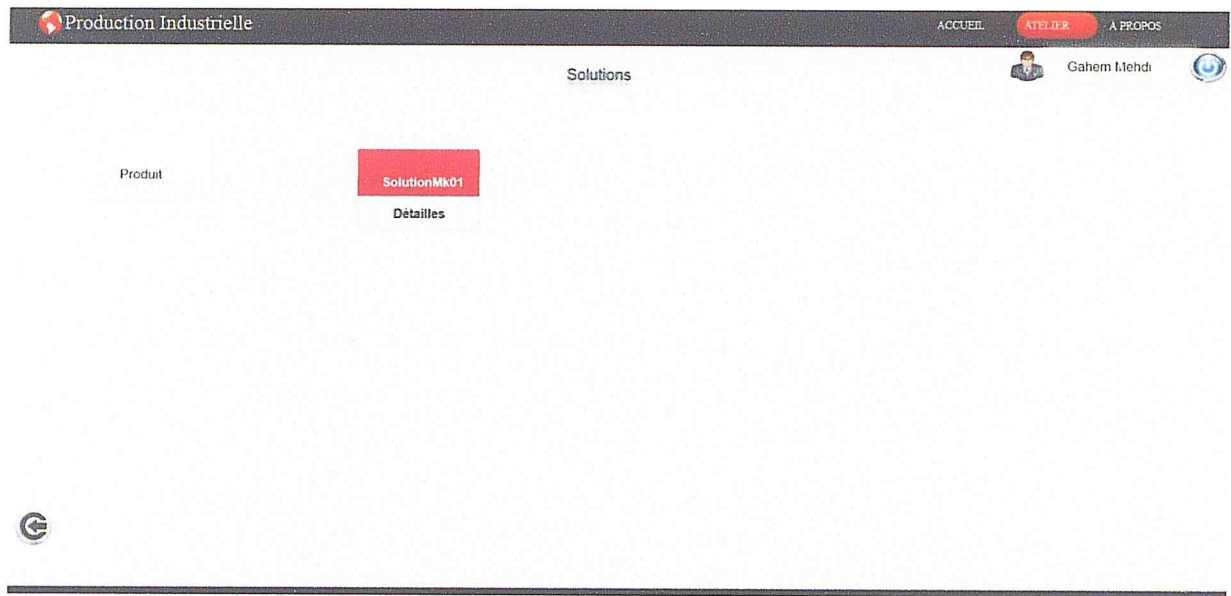 Production Industrielle
ACCUEIL ATELIER À PROPOS
Gahem Mehdi
Solutions
Produit
SolutionMk01
Détailles